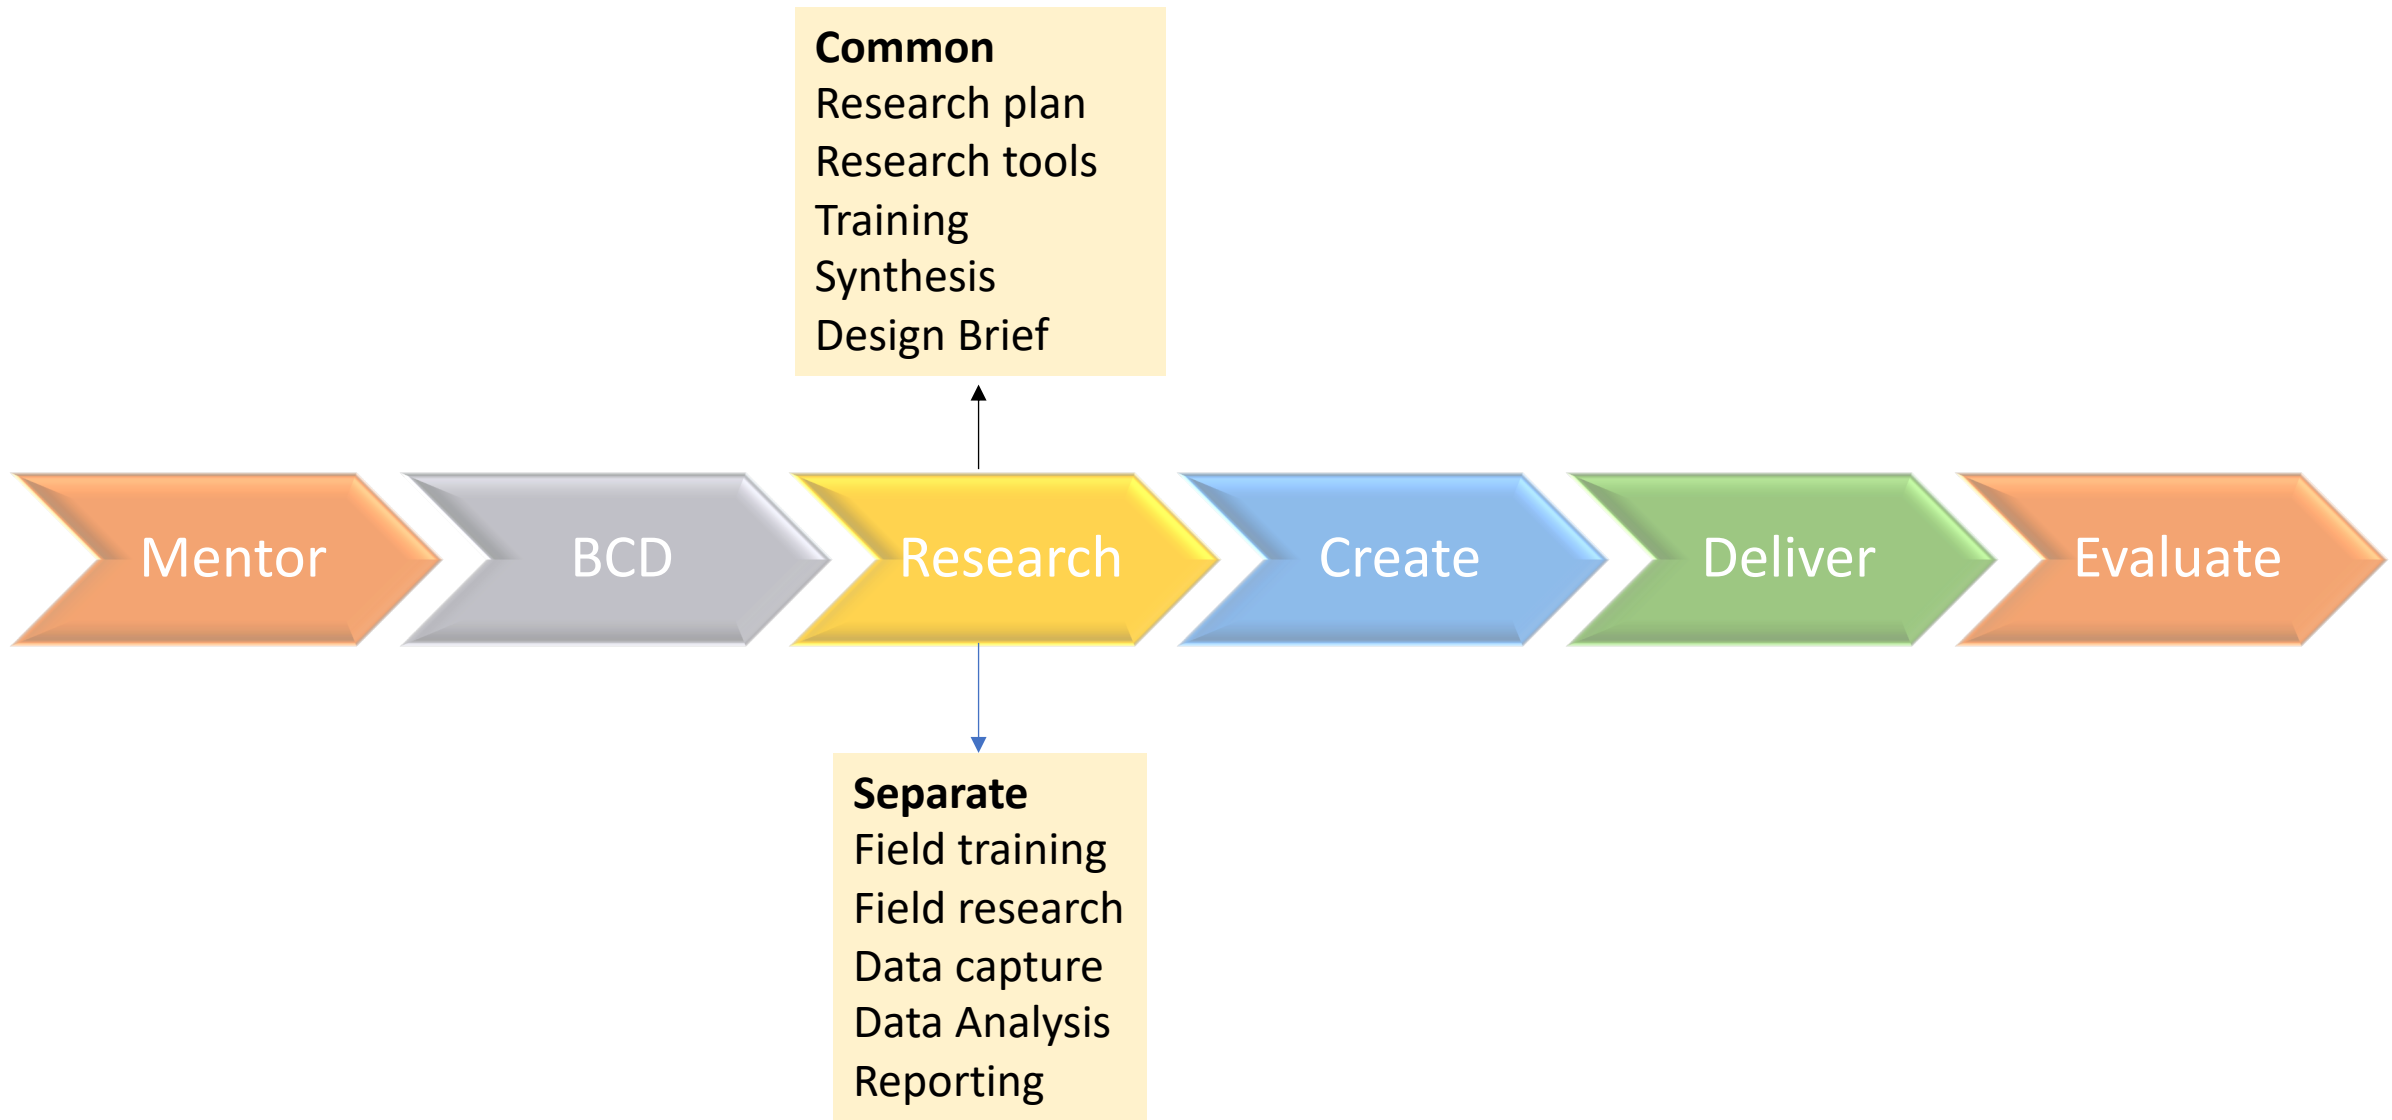 Common
Research plan
Research tools
Training
Synthesis
Design Brief
Mentor
BCD
Research
Create
Deliver
Evaluate
Separate
Field training
Field research
Data capture
Data Analysis
Reporting